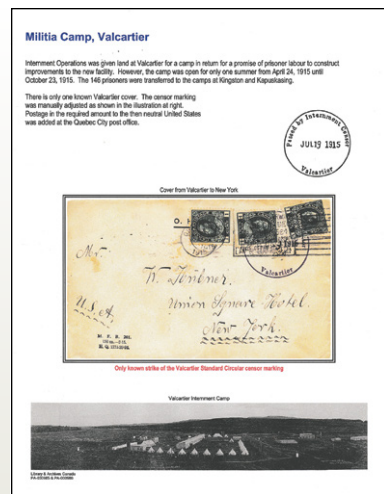 Militia Camp, Valcartier
Internment Operations was given land at Valcartier for a camp in return for a promise of prisoner labour to construct
improvements to the new facility. However, the camp was open for only one summer from April 24, 1915 until
October 23, 1915. The 146 prisoners were transferred to the camps at Kingston and Kapuskasing.
There is only one known Valcartier cover. The censor marking
was manually adjusted as shown in the illustration at right.
Postage in the required amount to the then neutral United States
was added at the Quebec City post office.
Passed by Internment Censor
JUL 19 1915
Valcartier
Cover from Valcartier to New York
O.
Mr.
Union Square Hotel.
New York.
U.S.A.
Valcartier
Only known strike of the Valcartier Standard Circular censor marking
Valcartier Internment Camp
Library & Archives Canada